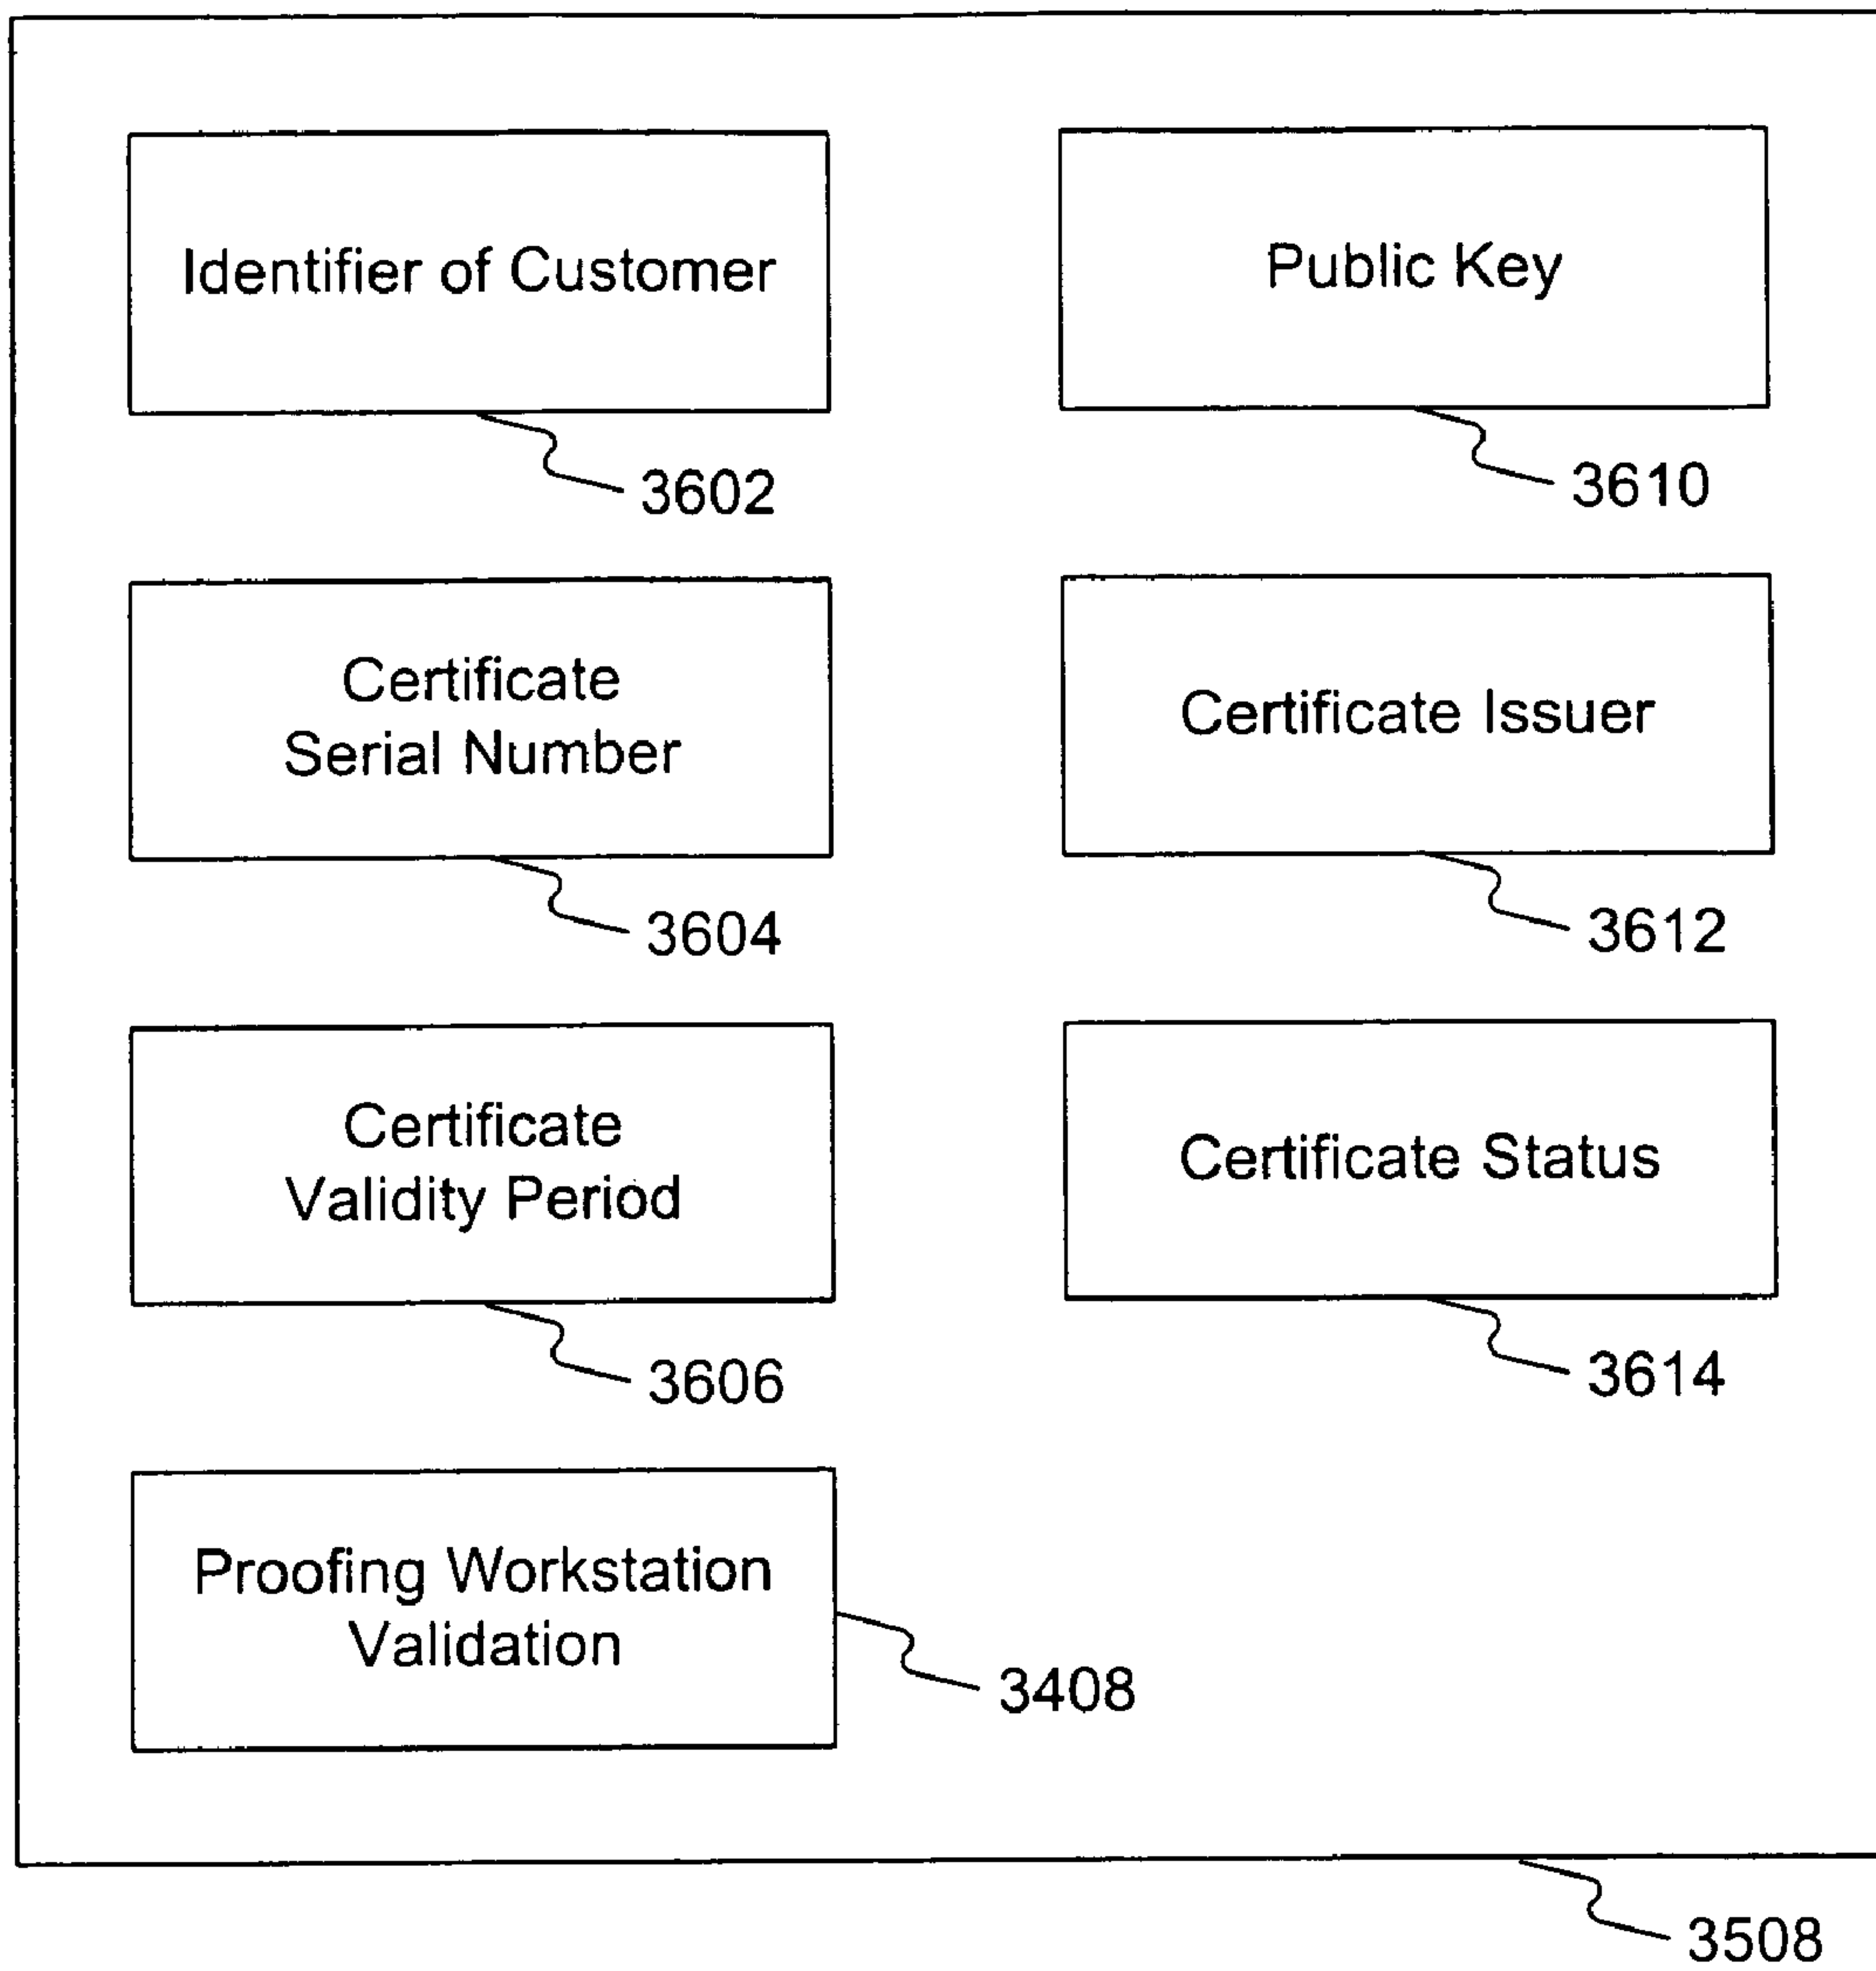 Identifier of Customer
3602
Public Key
3610
Certificate
Serial Number
3604
Certificate Issuer
3612
Certificate
Validity Period
3606
Certificate Status
3614
Proofing Workstation
Validation
3408
3508